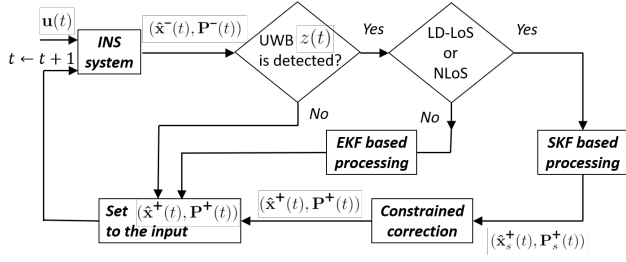 u(t)
INS
system
t ← t + 1
(x̂⁻(t), P⁻(t))
UWB z(t)
is detected?
Yes
LD-LoS
or
NLoS
Yes
No
No
EKF based
processing
SKF based
processing
Set (x̂⁺(t), P⁺(t))
to the input
(x̂⁺(t), P⁺(t))
Constrained
correction
(x̂ₛ⁺(t), Pₛ⁺(t))